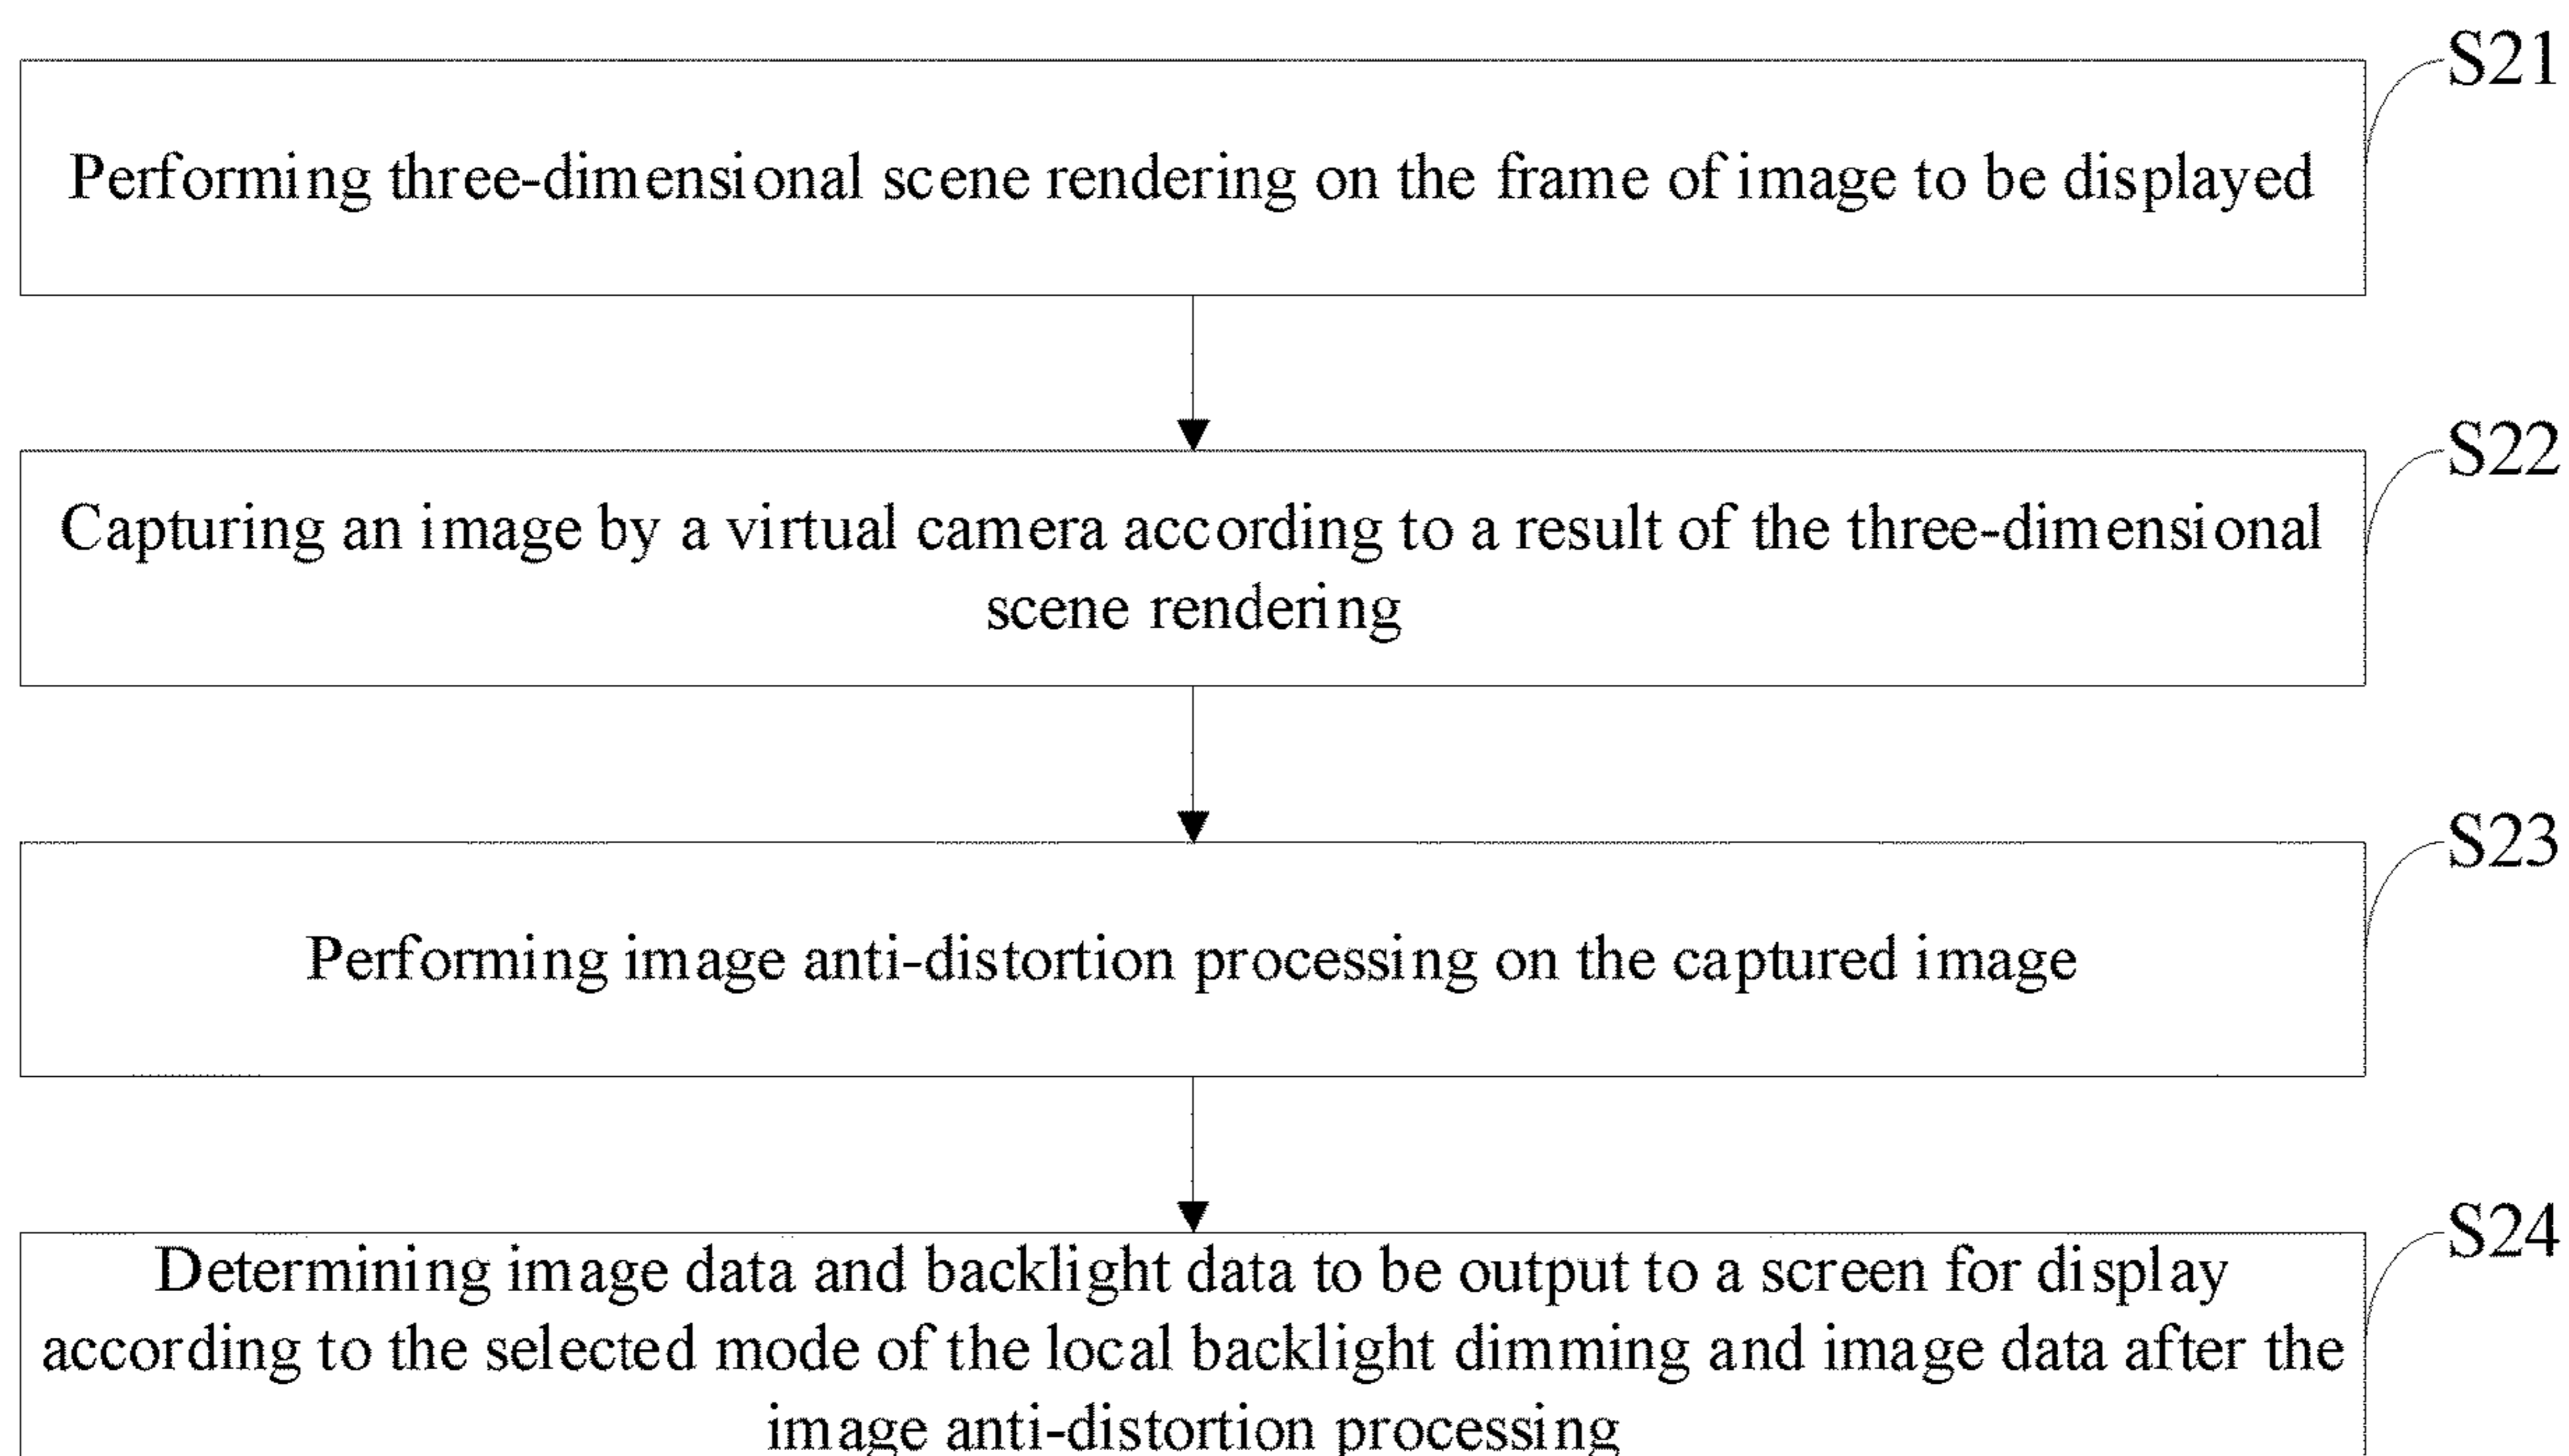 S21
Performing three-dimensional scene rendering on the frame of image to be displayed
S22
Capturing an image by a virtual camera according to a result of the three-dimensional
scene rendering
S23
Performing image anti-distortion processing on the captured image
S24
Determining image data and backlight data to be output to a screen for display
according to the selected mode of the local backlight dimming and image data after the
image anti-distortion processing